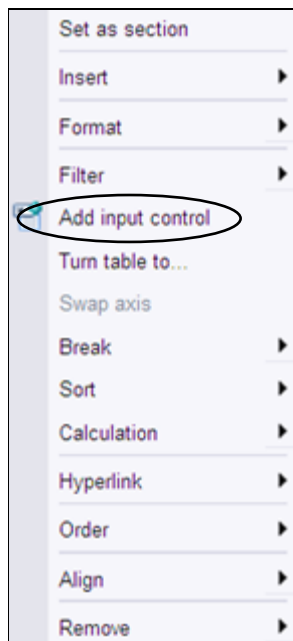 Set as section
Insert
Format
Filter
Add input control
Turn table to...
Swap axis
Break
Sort
Calculation
Hyperlink
Order
Align
Remove